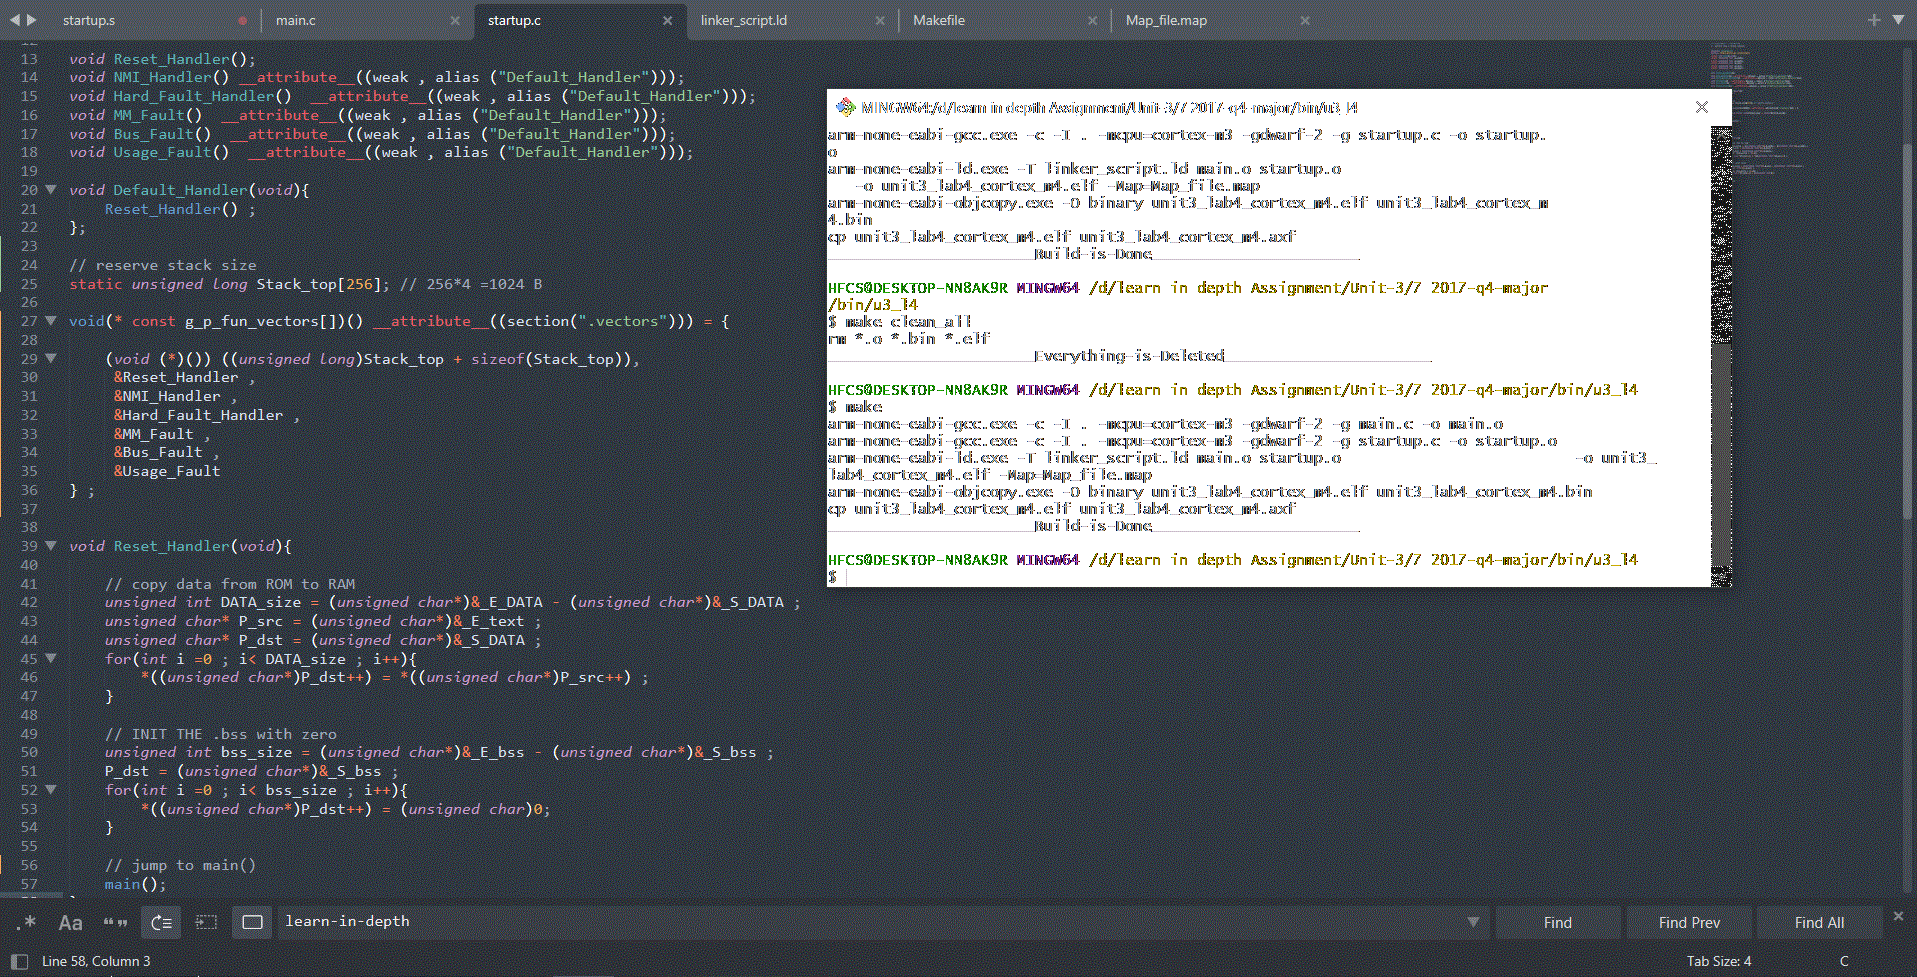 startup.s
main.c
startup.c
linker_script.ld
Makefile
Map_file.map
13 void Reset_Handler();
14 void NMI_Handler() __attribute__((weak , alias ("Default_Handler")));
15 void Hard_Fault_Handler()  __attribute__((weak , alias ("Default_Handler")));
16 void MM_Fault()  __attribute__((weak , alias ("Default_Handler")));
17 void Bus_Fault()  __attribute__((weak , alias ("Default_Handler")));
18 void Usage_Fault()  __attribute__((weak , alias ("Default_Handler")));
19
20 void Default_Handler(void){
21     Reset_Handler() ;
22 };
23
24 // reserve stack size
25 static unsigned long Stack_top[256]; // 256*4 =1024 B
26
27 void(* const g_p_fun_vectors[])() __attribute__((section(".vectors"))) = {
28
29     (void (*)()) ((unsigned long)Stack_top + sizeof(Stack_top)),
30      &Reset_Handler ,
31      &NMI_Handler ,
32      &Hard_Fault_Handler ,
33      &MM_Fault ,
34      &Bus_Fault ,
35      &Usage_Fault
36 } ;
37
38
39 void Reset_Handler(void){
40
41     // copy data from ROM to RAM
42     unsigned int DATA_size = (unsigned char*)&_E_DATA - (unsigned char*)&_S_DATA ;
43     unsigned char* P_src = (unsigned char*)&_E_text ;
44     unsigned char* P_dst = (unsigned char*)&_S_DATA ;
45     for(int i =0 ; i< DATA_size ; i++){
46         *((unsigned char*)P_dst++) = *((unsigned char*)P_src++) ;
47     }
48
49     // INIT THE .bss with zero
50     unsigned int bss_size = (unsigned char*)&_E_bss - (unsigned char*)&_S_bss ;
51     P_dst = (unsigned char*)&_S_bss ;
52     for(int i =0 ; i< bss_size ; i++){
53         *((unsigned char*)P_dst++) = (unsigned char)0;
54     }
55
56     // jump to main()
57     main();
MINGW64:/d/learn in depth Assignment/Unit-3/7 2017-q4-major/bin/u3_l4
arm-none-eabi-gcc.exe -c -I . -mcpu=cortex-m3 -gdwarf-2 -g startup.c -o startup.
o
arm-none-eabi-ld.exe -T linker_script.ld main.o startup.o
   -o unit3_lab4_cortex_m4.elf -Map=Map_file.map
arm-none-eabi-objcopy.exe -O binary unit3_lab4_cortex_m4.elf unit3_lab4_cortex_m
4.bin
cp unit3_lab4_cortex_m4.elf unit3_lab4_cortex_m4.axf
_______________________Build-is-Done_______________________
HFCS@DESKTOP-NN8AK9R MINGW64 /d/learn in depth Assignment/Unit-3/7 2017-q4-major
/bin/u3_l4
$ make clean_all
rm *.o *.bin *.elf
_______________________Everything-is-Deleted_______________________
HFCS@DESKTOP-NN8AK9R MINGW64 /d/learn in depth Assignment/Unit-3/7 2017-q4-major/bin/u3_l4
$ make
arm-none-eabi-gcc.exe -c -I . -mcpu=cortex-m3 -gdwarf-2 -g main.c -o main.o
arm-none-eabi-gcc.exe -c -I . -mcpu=cortex-m3 -gdwarf-2 -g startup.c -o startup.o
arm-none-eabi-ld.exe -T linker_script.ld main.o startup.o                          -o unit3_
lab4_cortex_m4.elf -Map=Map_file.map
arm-none-eabi-objcopy.exe -O binary unit3_lab4_cortex_m4.elf unit3_lab4_cortex_m4.bin
cp unit3_lab4_cortex_m4.elf unit3_lab4_cortex_m4.axf
_______________________Build-is-Done_______________________
HFCS@DESKTOP-NN8AK9R MINGW64 /d/learn in depth Assignment/Unit-3/7 2017-q4-major/bin/u3_l4
$
.* Aa “” learn-in-depth Find Find Prev Find All
Line 58, Column 3
Tab Size: 4
C